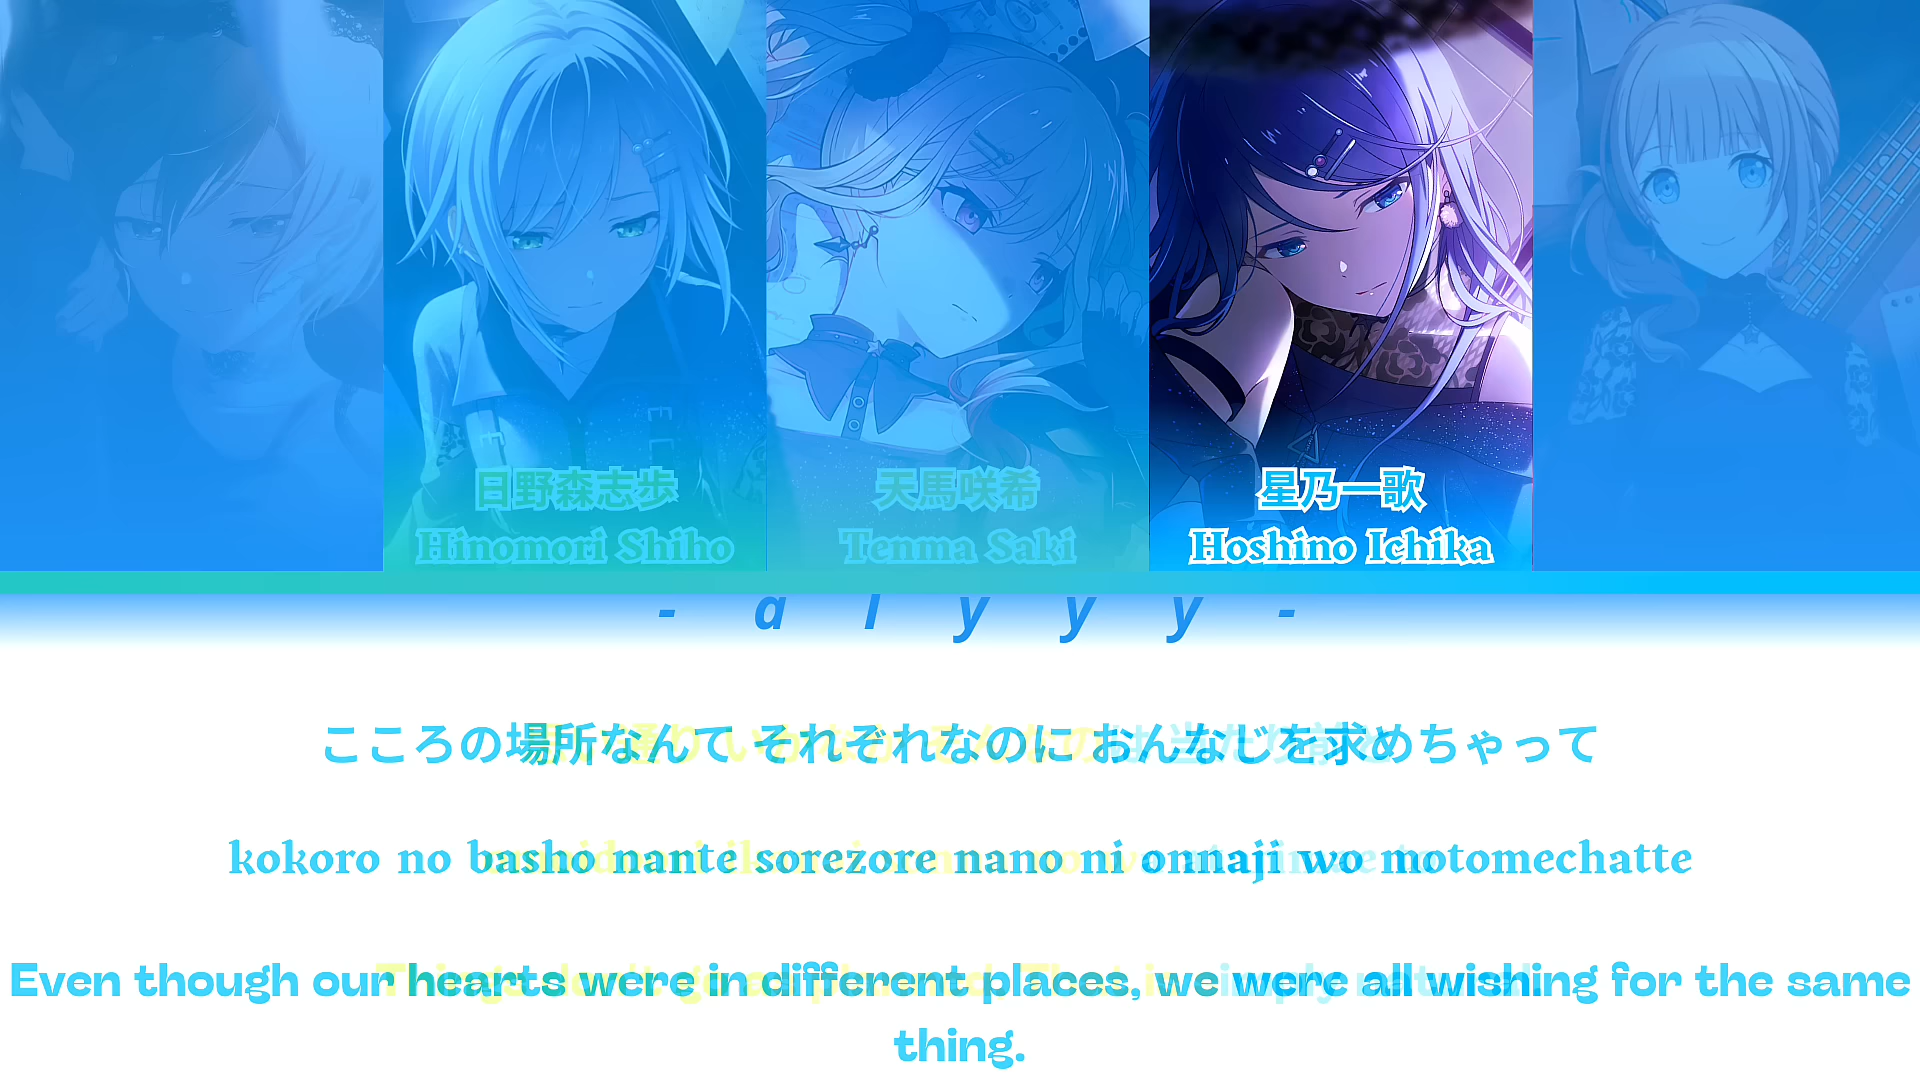 日野森志歩
Hinomori Shiho
天馬咲希
Tenma Saki
星乃一歌
Hoshino Ichika
- a l y y y -
こころの場所なんて それぞれなのに おんなじを求めちゃって
kokoro no basho nante sorezore nano ni onnaji wo motomechatte
Even though our hearts were in different places, we were all wishing for the same
thing.